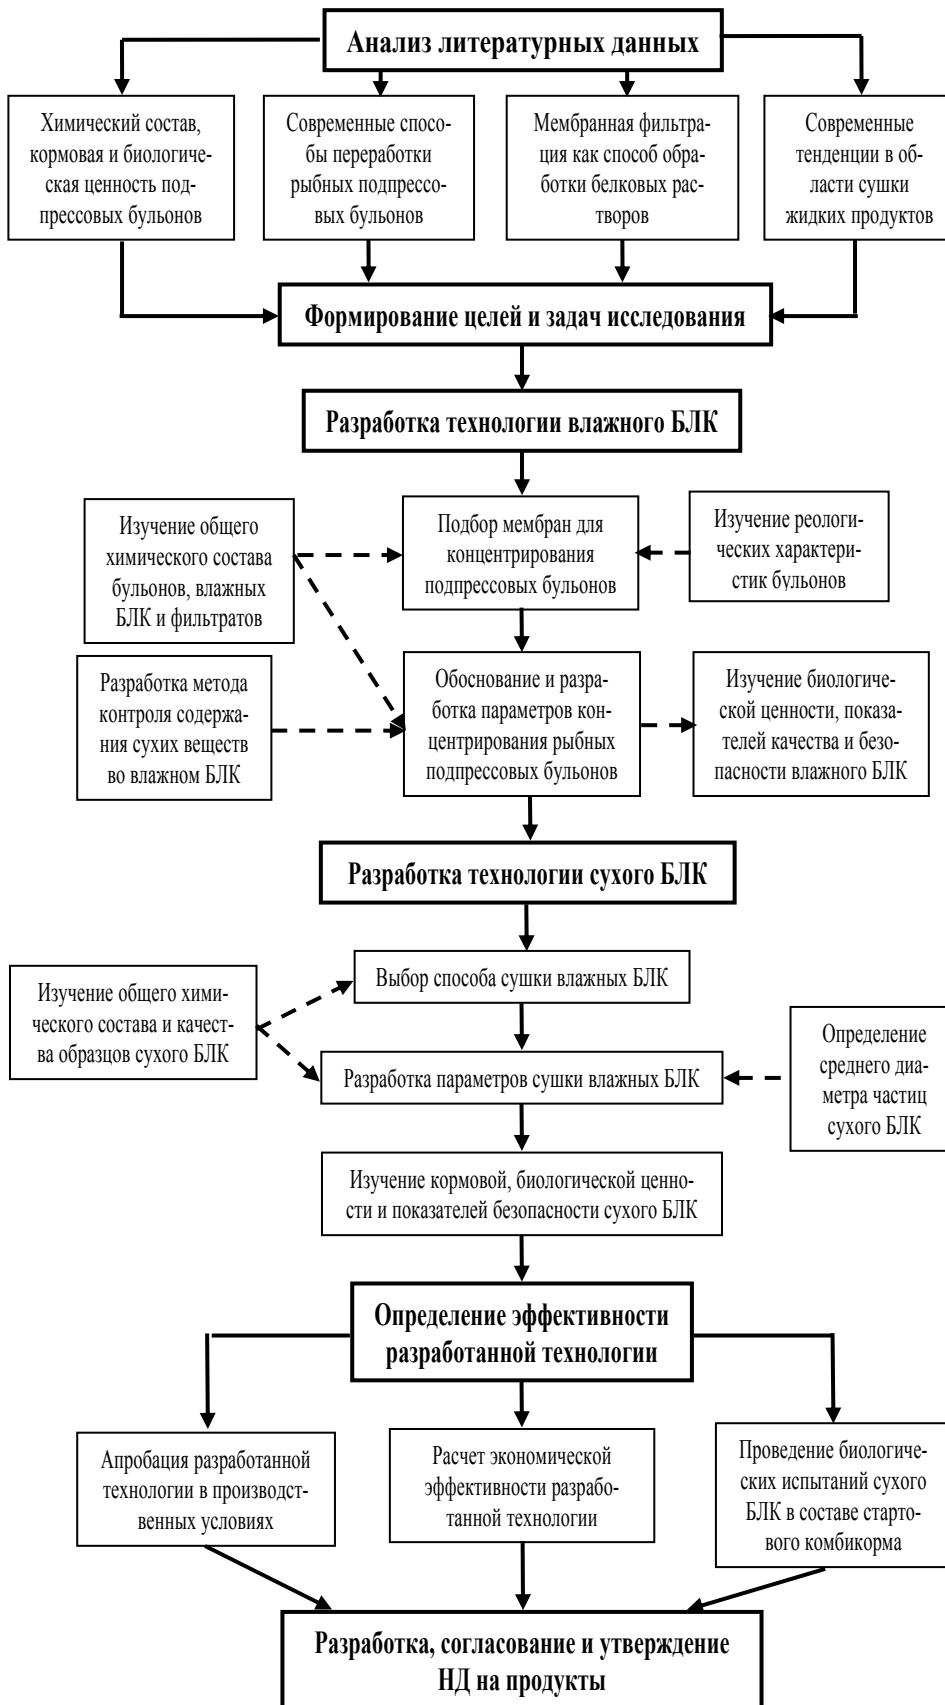 Анализ литературных данных
Химический состав,
кормовая и биологиче-
ская ценность под-
прессовых бульонов
Современные спосо-
бы переработки
рыбных подпрессо-
вых бульонов
Мембранная фильтра-
ция как способ обра-
ботки белковых рас-
творов
Современные
тенденции в об-
ласти сушки
жидких продуктов
Формирование целей и задач исследования
Разработка технологии влажного БЛК
Изучение общего
химического состава
бульонов, влажных
БЛК и фильтратов
Подбор мембран для
концентрирования
подпрессовых бульонов
Изучение реологи-
ческих характери-
стик бульонов
Разработка метода
контроля содержа-
ния сухих веществ
во влажном БЛК
Обоснование и разра-
ботка параметров кон-
центрирования рыбных
подпрессовых бульонов
Изучение биологиче-
ской ценности, показа-
телей качества и безо-
пасности влажного БЛК
Разработка технологии сухого БЛК
Выбор способа сушки влажных БЛК
Изучение общего хими-
ческого состава и качест-
ва образцов сухого БЛК
Разработка параметров сушки влажных БЛК
Определение
среднего диа-
метра частиц
сухого БЛК
Изучение кормовой, биологической ценно-
сти и показателей безопасности сухого БЛК
Определение эффективности
разработанной технологии
Апробация разработанной
технологии в производст-
венных условиях
Расчет экономической
эффективности разрабо-
танной технологии
Проведение биологиче-
ских испытаний сухого
БЛК в составе старто-
вого комбикорма
Разработка, согласование и утверждение
НД на продукты